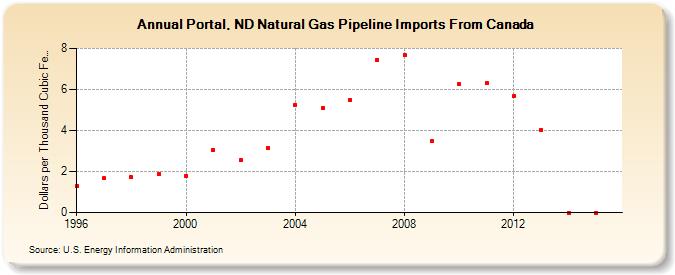 Annual Portal, ND Natural Gas Pipeline Imports From Canada
Dollars per Thousand Cubic Fe...
8
6
4
2
0
1996 2000 2004 2008 2012
Source: U.S. Energy Information Administration